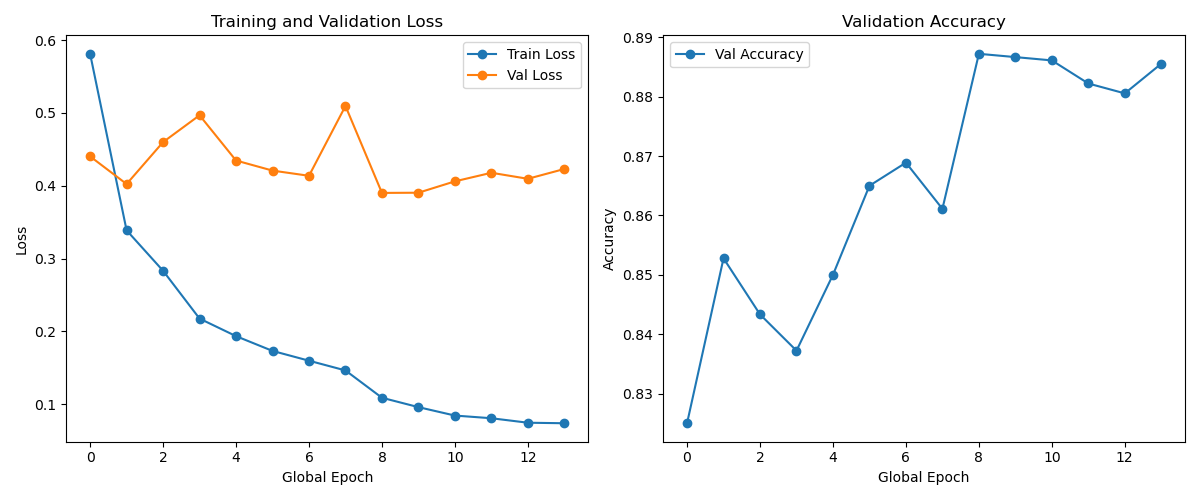 Training and Validation Loss
Train Loss
Val Loss
0.6
0.5
0.4
0.3
0.2
0.1
Loss
0 2 4 6 8 10 12
Global Epoch
Validation Accuracy
Val Accuracy
0.89
0.88
0.87
0.86
0.85
0.84
0.83
Accuracy
0 2 4 6 8 10 12
Global Epoch